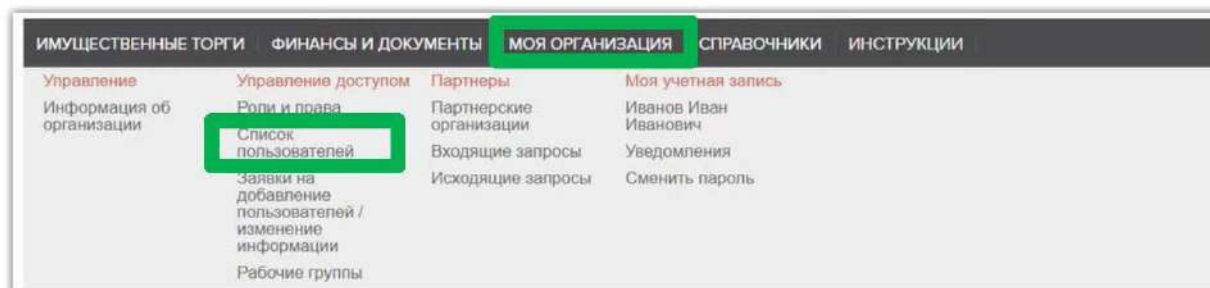 ИМУЩЕСТВЕННЫЕ ТОРГИ ФИНАНСЫ И ДОКУМЕНТЫ МОЯ ОРГАНИЗАЦИЯ СПРАВОЧНИКИ ИНСТРУКЦИИ
Управление
Информация об
организации
Управление доступом
Роли и права
Список
пользователей
Заявки на
добавление
пользователей /
изменение
информации
Рабочие группы
Партнеры
Партнерские
организации
Входящие запросы
Исходящие запросы
Моя учетная запись
Иванов Иван
Иванович
Уведомления
Сменить пароль